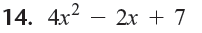 14. 4x² − 2x + 7